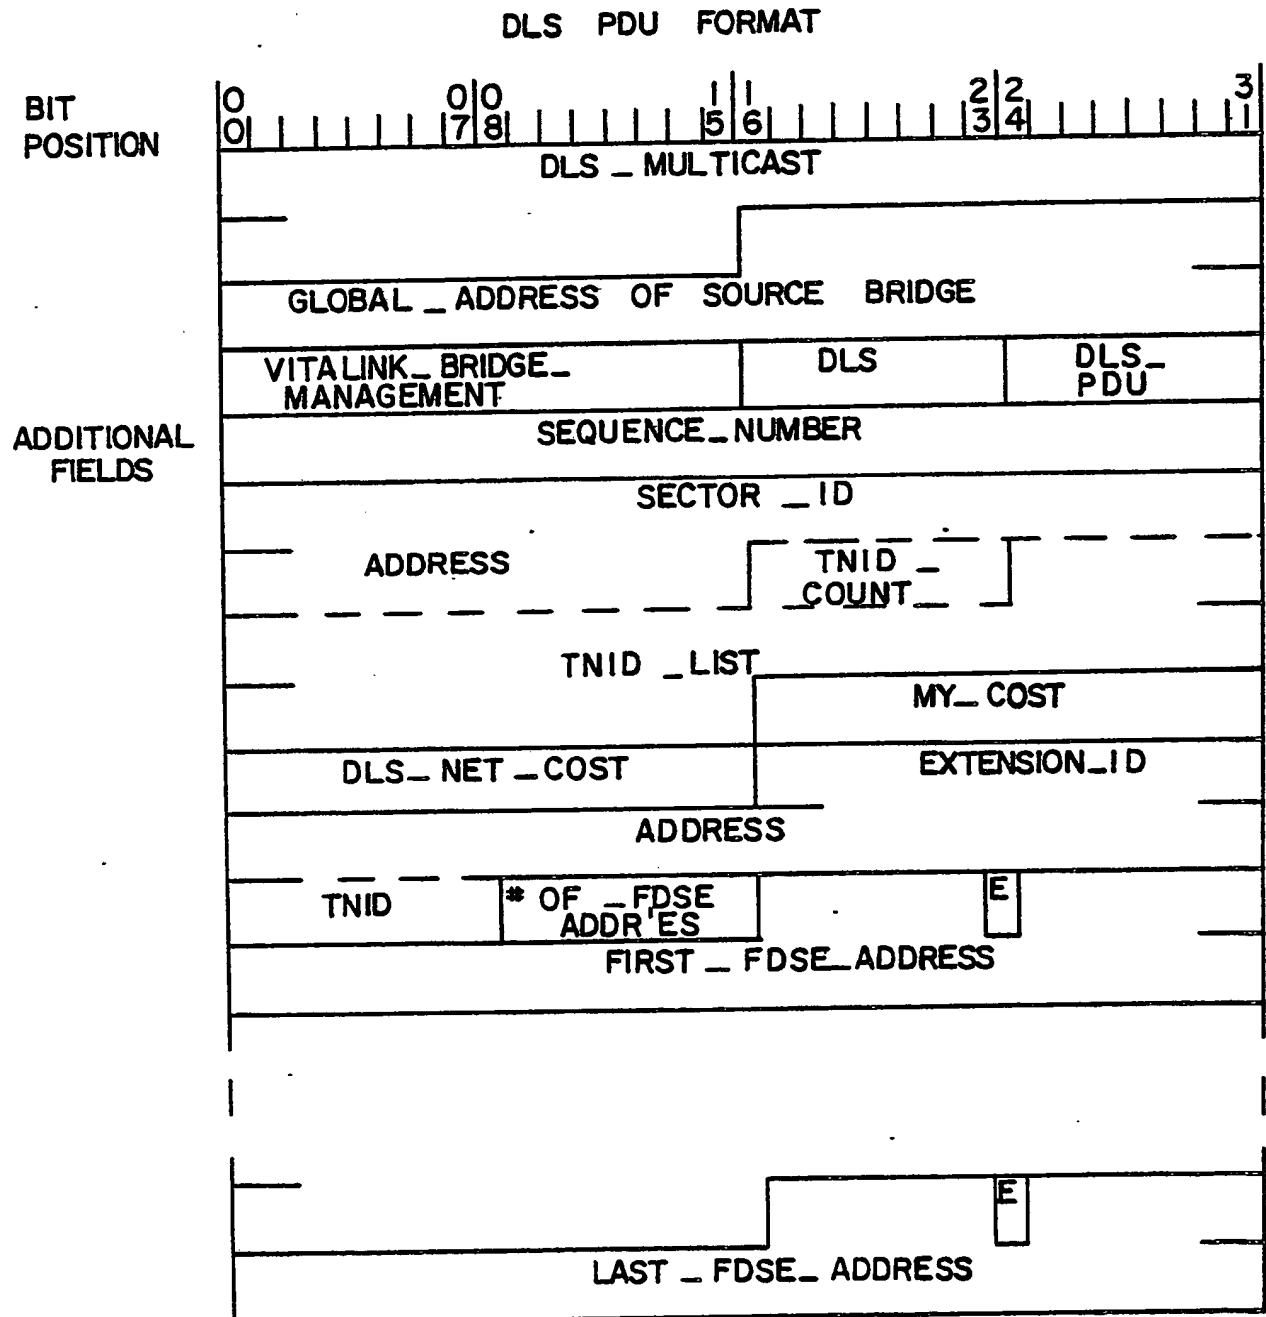 DLS PDU FORMAT
BIT POSITION
0 0 0 1 1 2 2 3
0 7 8 5 6 3 4 1
DLS _ MULTICAST
GLOBAL _ ADDRESS OF SOURCE BRIDGE
VITALINK_ BRIDGE_
MANAGEMENT
DLS
DLS_
PDU
ADDITIONAL
FIELDS
SEQUENCE_NUMBER
SECTOR _ ID
ADDRESS
TNID _
COUNT_
TNID _LIST
MY_ COST
DLS_ NET _ COST
EXTENSION_ID
ADDRESS
TNID
# OF _FDSE
ADDR'ES
E
FIRST _ FDSE_ADDRESS
E
LAST _ FDSE_ ADDRESS